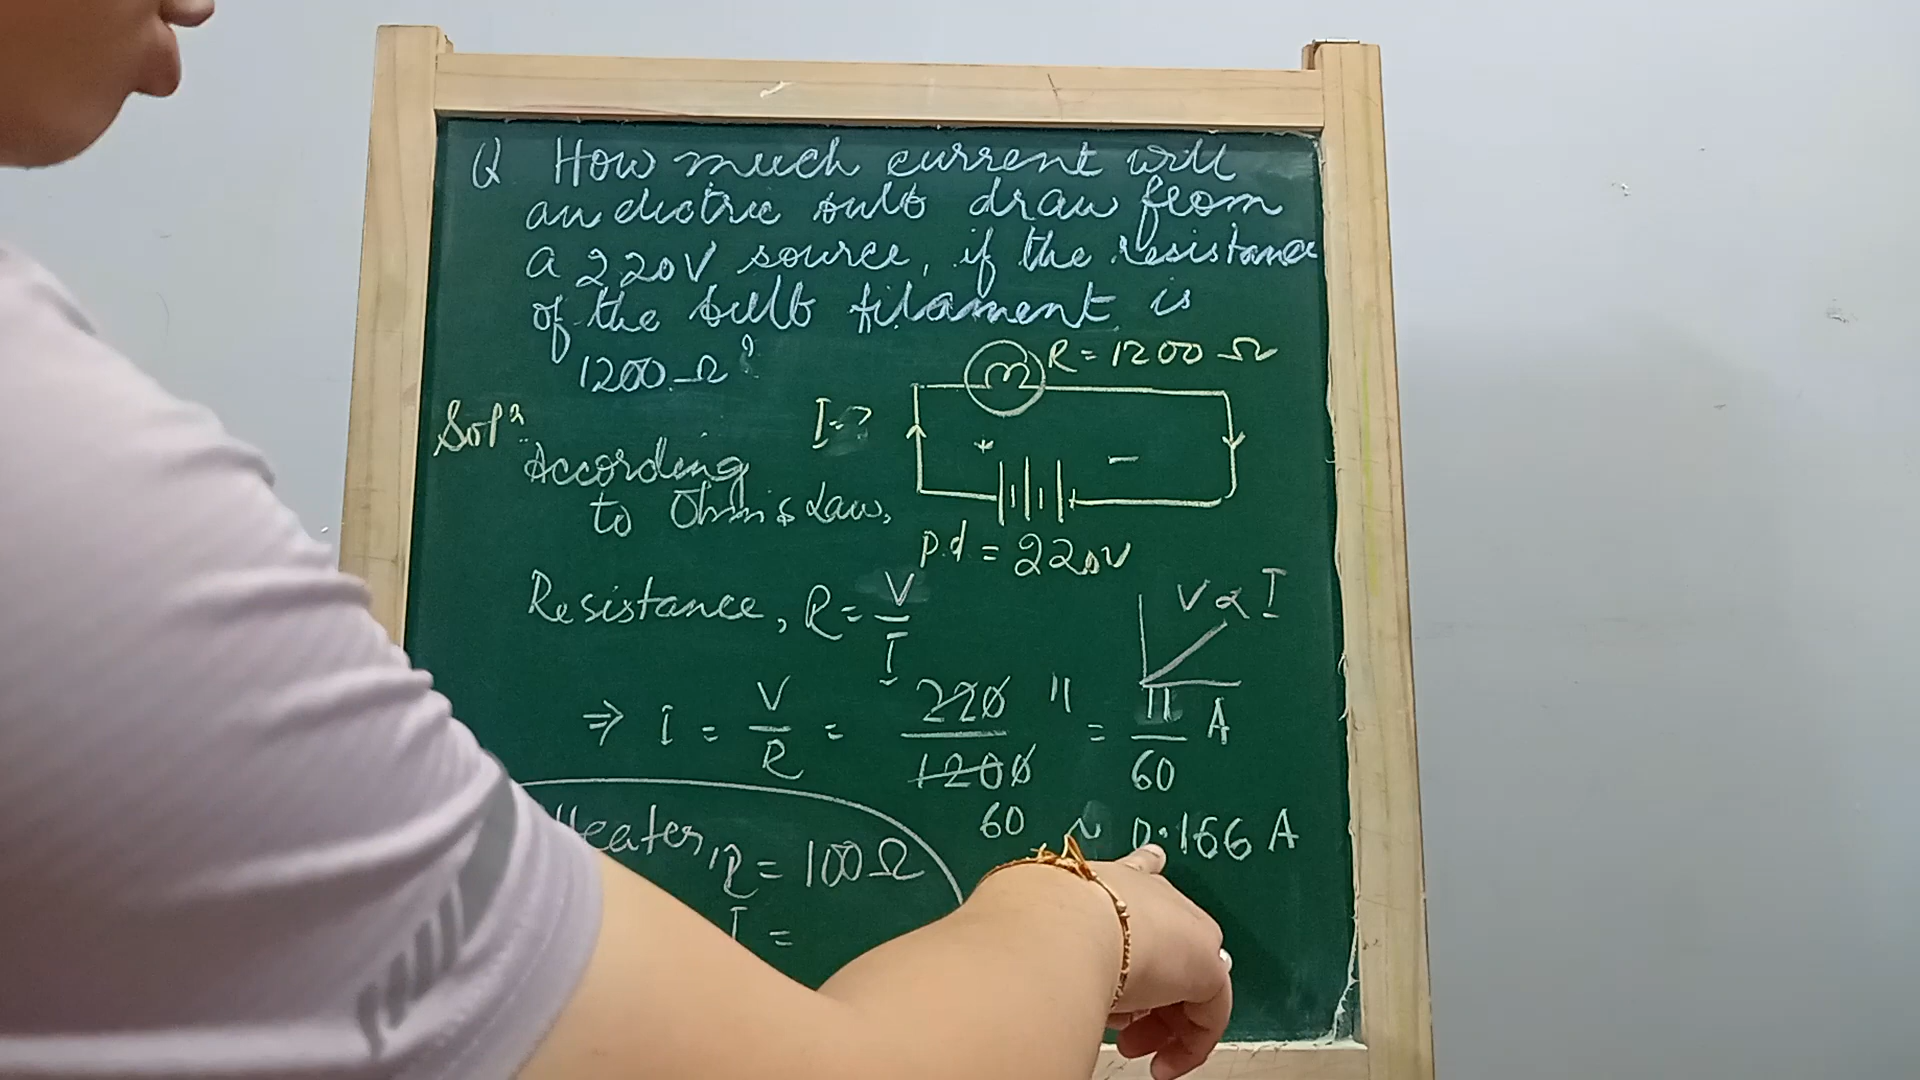 Q How much current will
an electric bulb draw from
a 220V source, if the resistance
of the bulb filament is
1200 Ω?
R = 1200 Ω
Solⁿ.
I = ?
+ −
According
to Ohm's Law,
p.d = 220V
Resistance, R = V/I
V ∝ I
⇒ I = V/R = 220/1200 = 11/60 A
11
60
~ 0.166 A
Heater, R = 100 Ω
I =